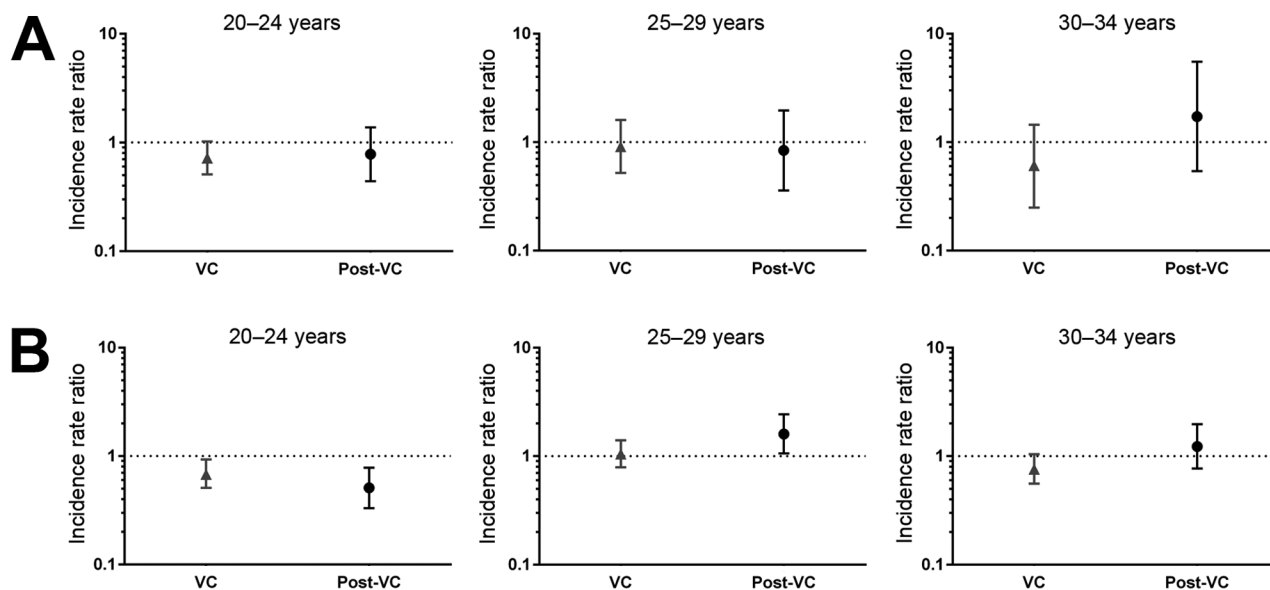 A
20–24 years
Incidence rate ratio
10
1
0.1
VC
Post-VC
25–29 years
Incidence rate ratio
10
1
0.1
VC
Post-VC
30–34 years
Incidence rate ratio
10
1
0.1
VC
Post-VC
B
20–24 years
Incidence rate ratio
10
1
0.1
VC
Post-VC
25–29 years
Incidence rate ratio
10
1
0.1
VC
Post-VC
30–34 years
Incidence rate ratio
10
1
0.1
VC
Post-VC